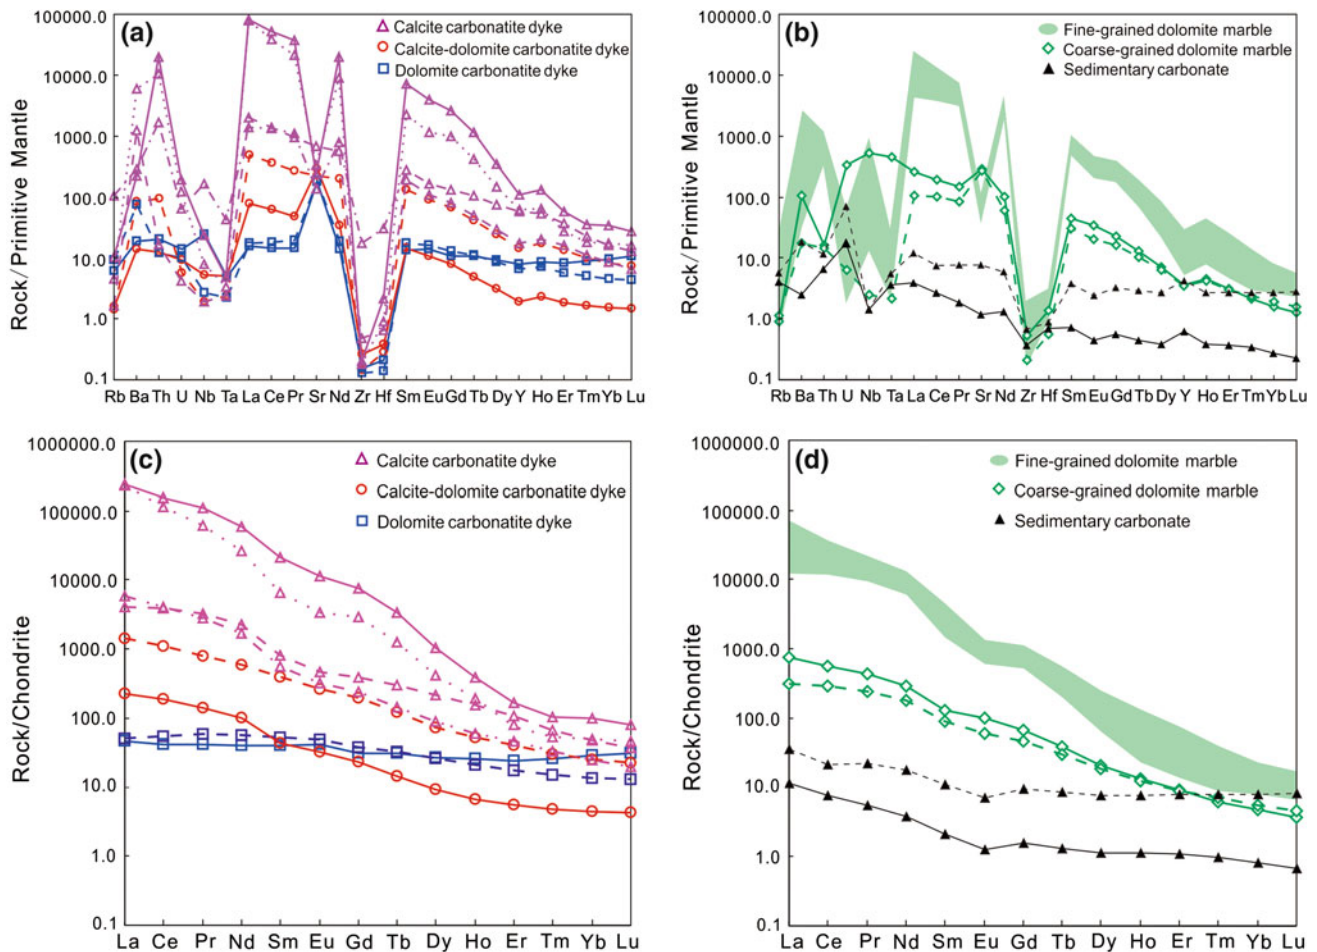 (a)
Calcite carbonatite dyke
Calcite-dolomite carbonatite dyke
Dolomite carbonatite dyke
Rock/Primitive Mantle
100000.0
10000.0
1000.0
100.0
10.0
1.0
0.1
Rb Ba Th U Nb Ta La Ce Pr Sr Nd Zr Hf Sm Eu Gd Tb Dy Y Ho Er Tm Yb Lu
(b)
Fine-grained dolomite marble
Coarse-grained dolomite marble
Sedimentary carbonate
Rock/Primitive Mantle
100000.0
10000.0
1000.0
100.0
10.0
1.0
0.1
Rb Ba Th U Nb Ta La Ce Pr Sr Nd Zr Hf Sm Eu Gd Tb Dy Y Ho Er Tm Yb Lu
(c)
Calcite carbonatite dyke
Calcite-dolomite carbonatite dyke
Dolomite carbonatite dyke
Rock/Chondrite
1000000.0
100000.0
10000.0
1000.0
100.0
10.0
1.0
0.1
La Ce Pr Nd Sm Eu Gd Tb Dy Ho Er Tm Yb Lu
(d)
Fine-grained dolomite marble
Coarse-grained dolomite marble
Sedimentary carbonate
Rock/Chondrite
1000000.0
100000.0
10000.0
1000.0
100.0
10.0
1.0
0.1
La Ce Pr Nd Sm Eu Gd Tb Dy Ho Er Tm Yb Lu